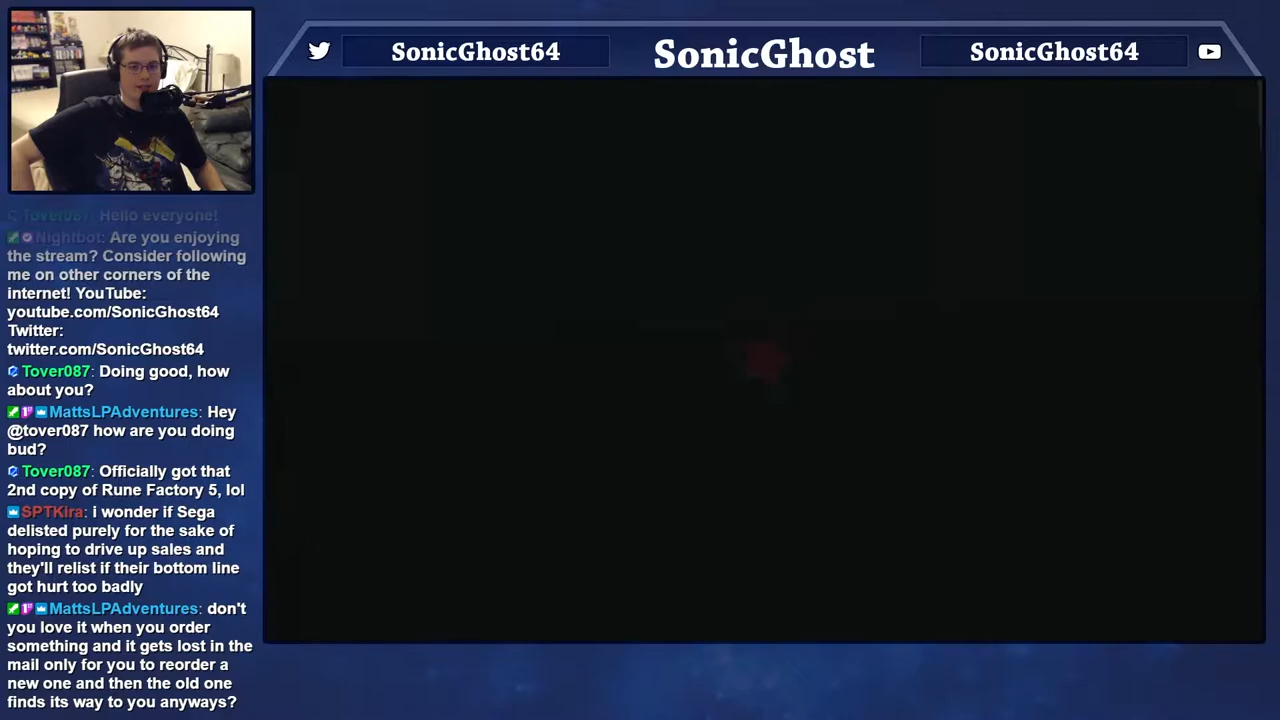 SonicGhost64
SonicGhost
SonicGhost64
Tover087: Hello everyone!
Nightbot: Are you enjoying
the stream? Consider following
me on other corners of the
internet! YouTube:
youtube.com/SonicGhost64
Twitter:
twitter.com/SonicGhost64
Tover087: Doing good, how
about you?
MattsLPAdventures: Hey
@tover087 how are you doing
bud?
Tover087: Officially got that
2nd copy of Rune Factory 5, lol
SPTKira: i wonder if Sega
delisted purely for the sake of
hoping to drive up sales and
they'll relist if their bottom line
got hurt too badly
MattsLPAdventures: don't
you love it when you order
something and it gets lost in the
mail only for you to reorder a
new one and then the old one
finds its way to you anyways?